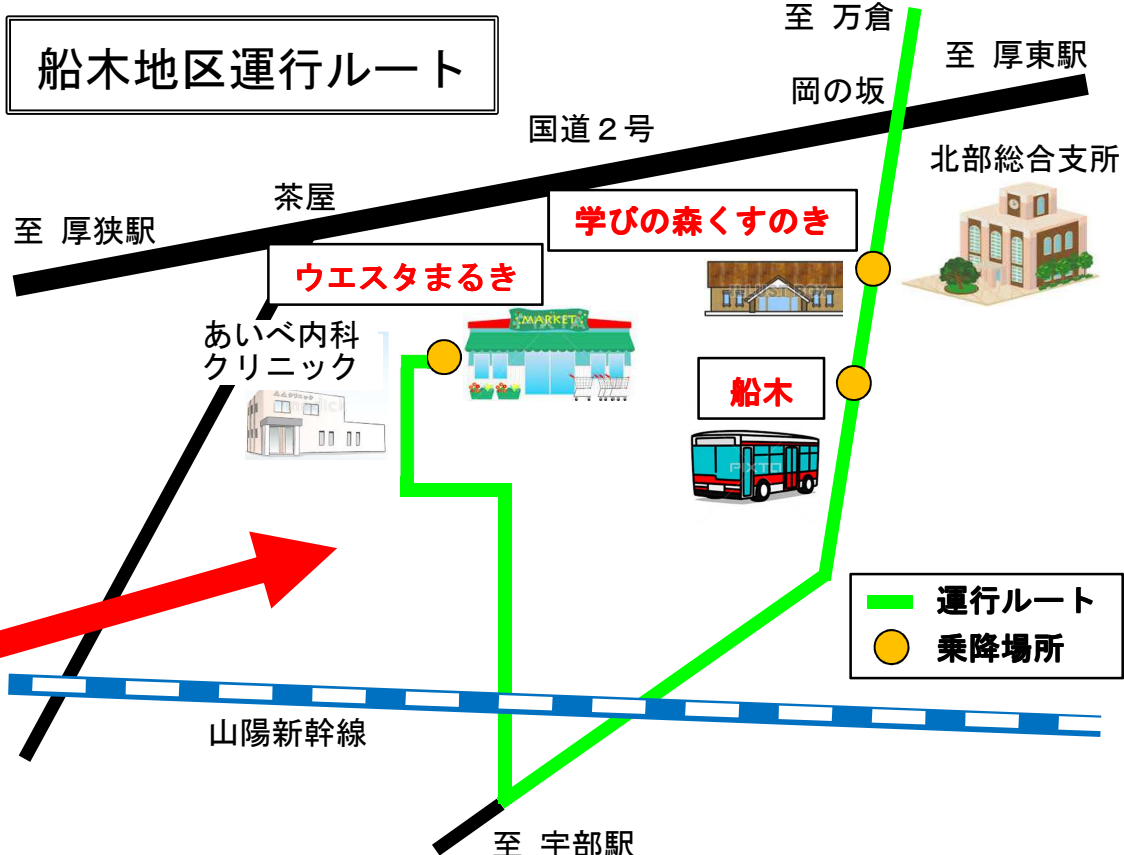 船木地区運行ルート
至 万倉
岡の坂
至 厚東駅
国道２号
北部総合支所
茶屋
学びの森くすのき
至 厚狭駅
ウエスタまるき
MARKET
あいべ内科
クリニック
船木
PIXTA
運行ルート
乗降場所
山陽新幹線
至 宇部駅